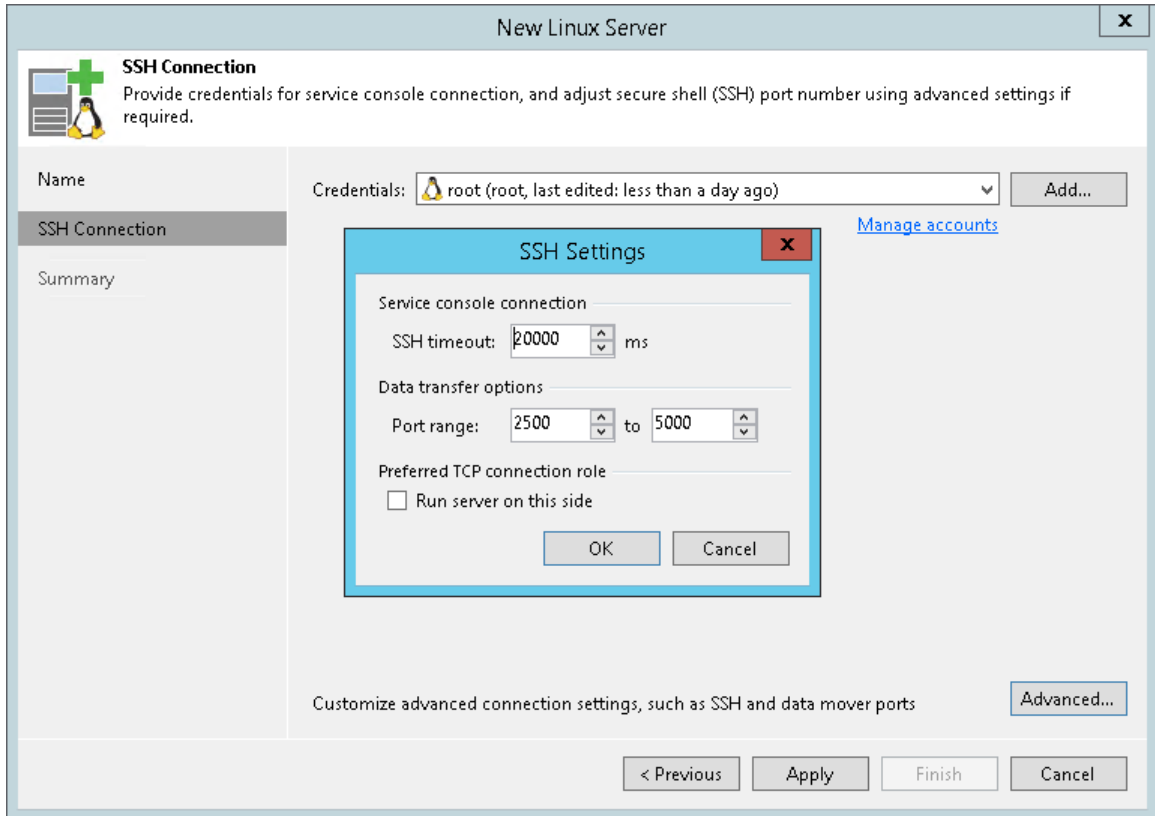 New Linux Server
x
SSH Connection
Provide credentials for service console connection, and adjust secure shell (SSH) port number using advanced settings if
required.
Name
SSH Connection
Summary
Credentials: root (root, last edited: less than a day ago) Add...
Manage accounts
SSH Settings
x
Service console connection
SSH timeout: 20000 ms
Data transfer options
Port range: 2500 to 5000
Preferred TCP connection role
Run server on this side
OK Cancel
Customize advanced connection settings, such as SSH and data mover ports Advanced...
< Previous Apply Finish Cancel